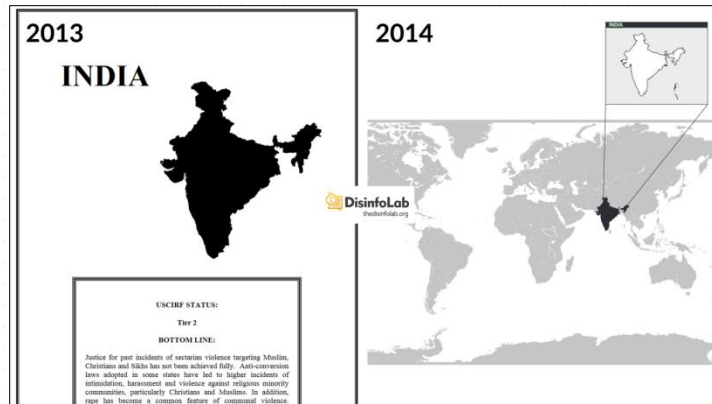 2013
INDIA
USCIRF STATUS:
Tier 2
BOTTOM LINE:
Justice for past incidents of sectarian violence targeting Muslim,
Christians and Sikhs has not been achieved fully. Anti-conversion
laws adopted in some states have led to higher incidents of
intimidation, harassment and violence against religious minority
communities, particularly Christians and Muslims. In addition,
rape has become a common feature of communal violence.
DisinfoLab
thedisinfolab.org
2014
INDIA